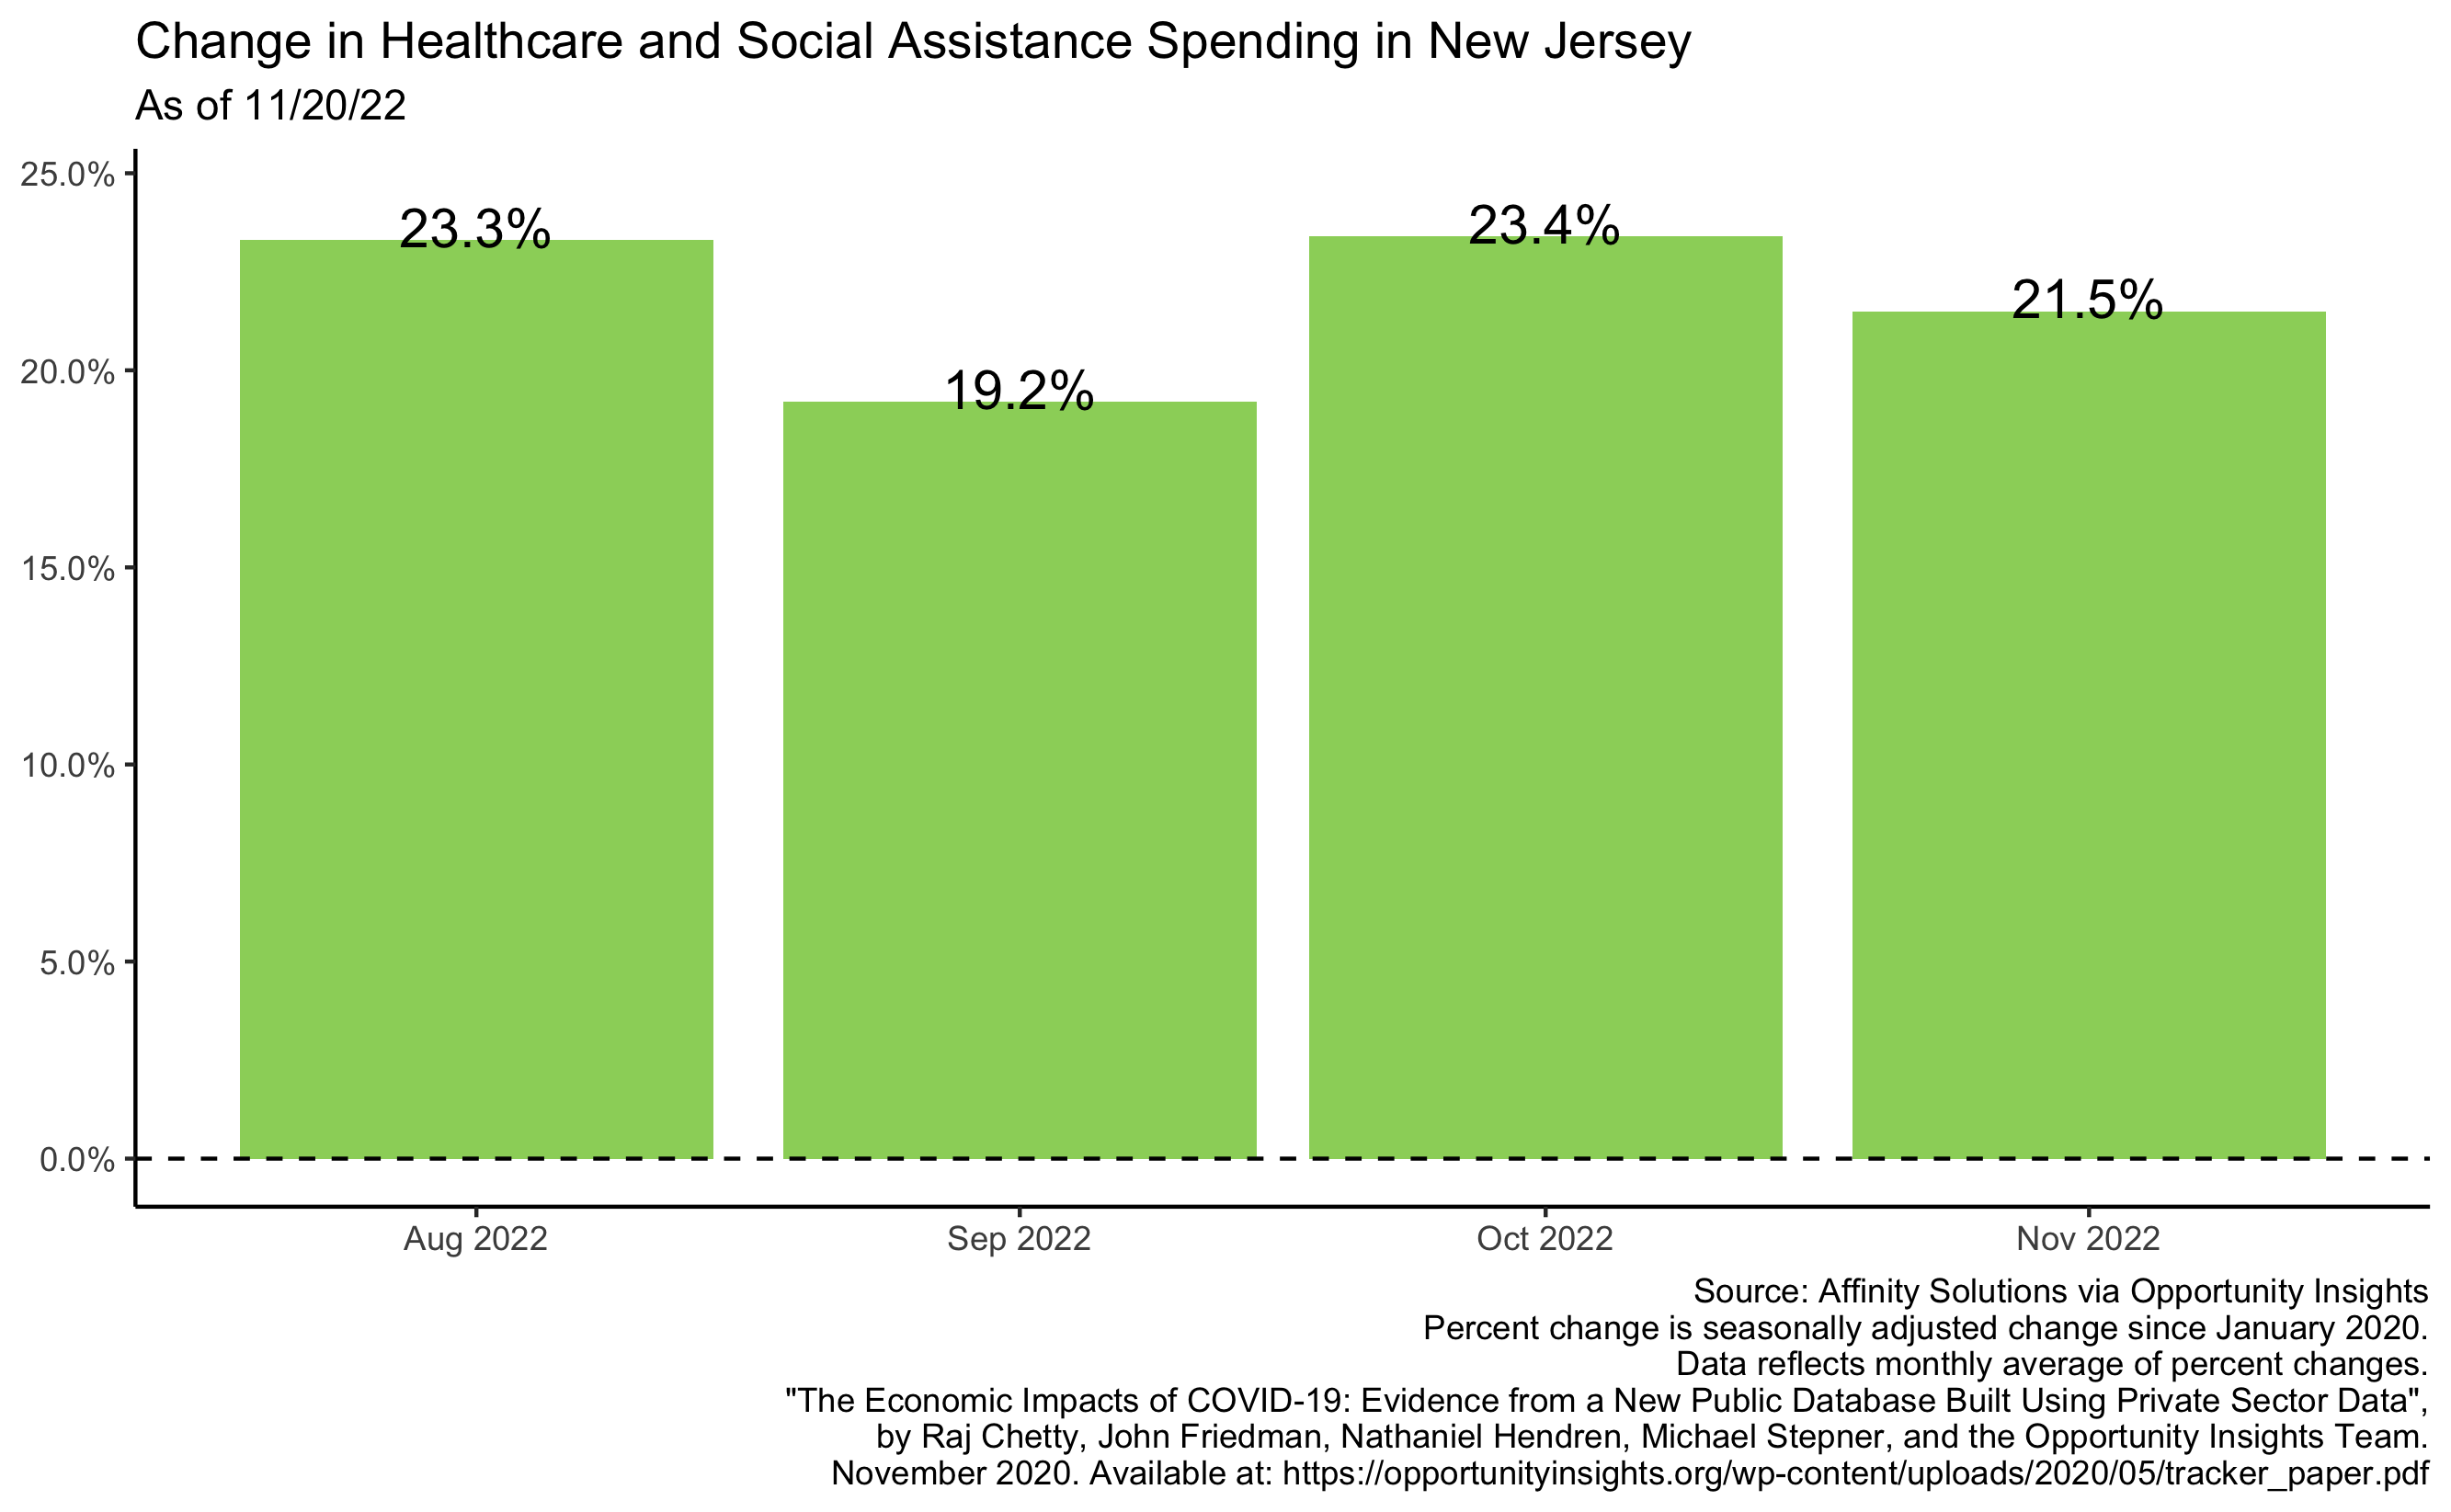 Change in Healthcare and Social Assistance Spending in New Jersey
As of 11/20/22
25.0%
20.0%
15.0%
10.0%
5.0%
0.0%
23.3%
19.2%
23.4%
21.5%
Aug 2022
Sep 2022
Oct 2022
Nov 2022
Source: Affinity Solutions via Opportunity Insights
Percent change is seasonally adjusted change since January 2020.
Data reflects monthly average of percent changes.
"The Economic Impacts of COVID-19: Evidence from a New Public Database Built Using Private Sector Data",
by Raj Chetty, John Friedman, Nathaniel Hendren, Michael Stepner, and the Opportunity Insights Team.
November 2020. Available at: https://opportunityinsights.org/wp-content/uploads/2020/05/tracker_paper.pdf